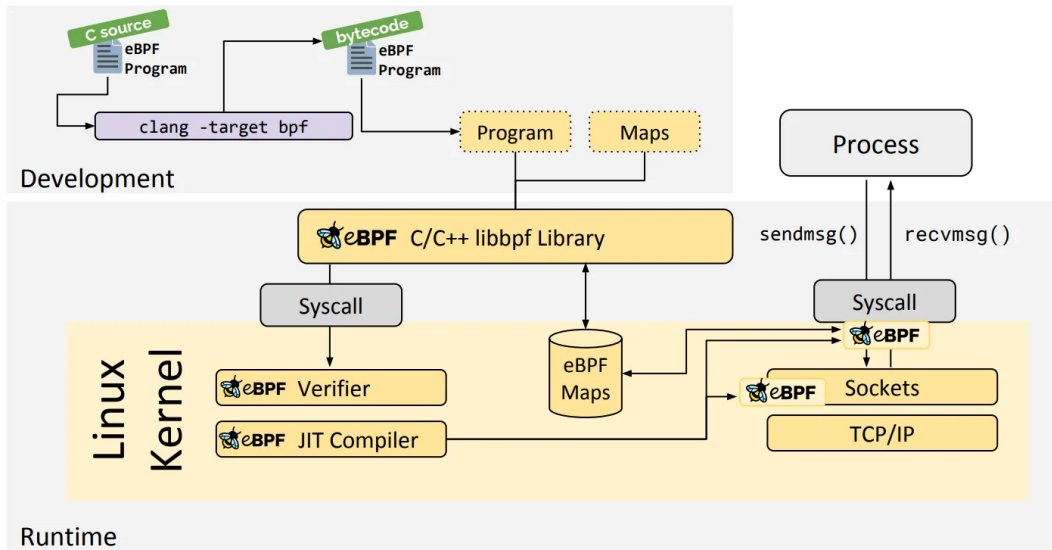 C source
eBPF
Program
bytecode
eBPF
Program
clang -target bpf
Program
Maps
Development
Process
eBPF C/C++ libbpf Library
sendmsg()
recvmsg()
Syscall
Syscall
eBPF
Linux
Kernel
eBPF Verifier
eBPF
Maps
eBPF
Sockets
eBPF JIT Compiler
TCP/IP
Runtime